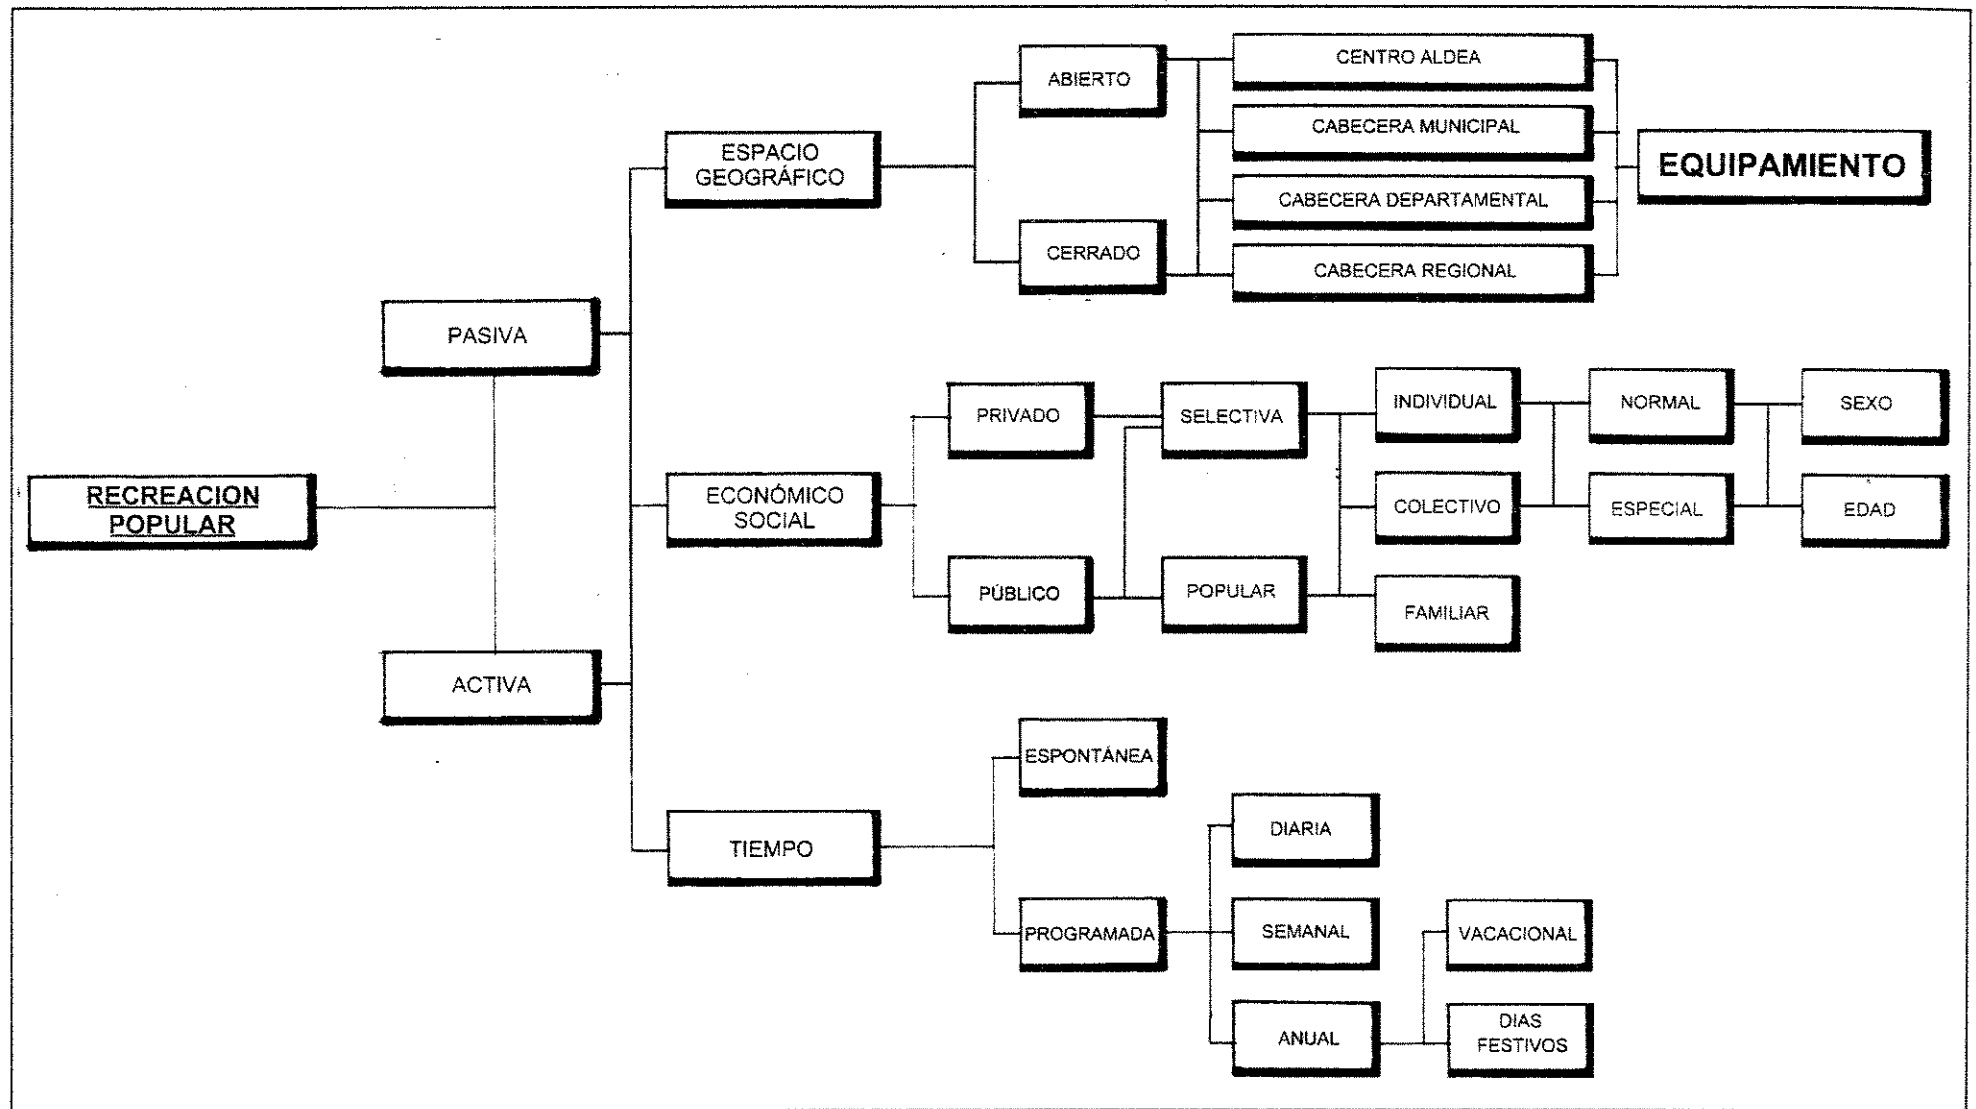 RECREACION
POPULAR
PASIVA
ACTIVA
ESPACIO
GEOGRÁFICO
ABIERTO
CERRADO
CENTRO ALDEA
CABECERA MUNICIPAL
CABECERA DEPARTAMENTAL
CABECERA REGIONAL
EQUIPAMIENTO
ECONÓMICO
SOCIAL
PRIVADO
PÚBLICO
SELECTIVA
POPULAR
INDIVIDUAL
COLECTIVO
FAMILIAR
NORMAL
ESPECIAL
SEXO
EDAD
TIEMPO
ESPONTÁNEA
PROGRAMADA
DIARIA
SEMANAL
ANUAL
VACACIONAL
DIAS
FESTIVOS